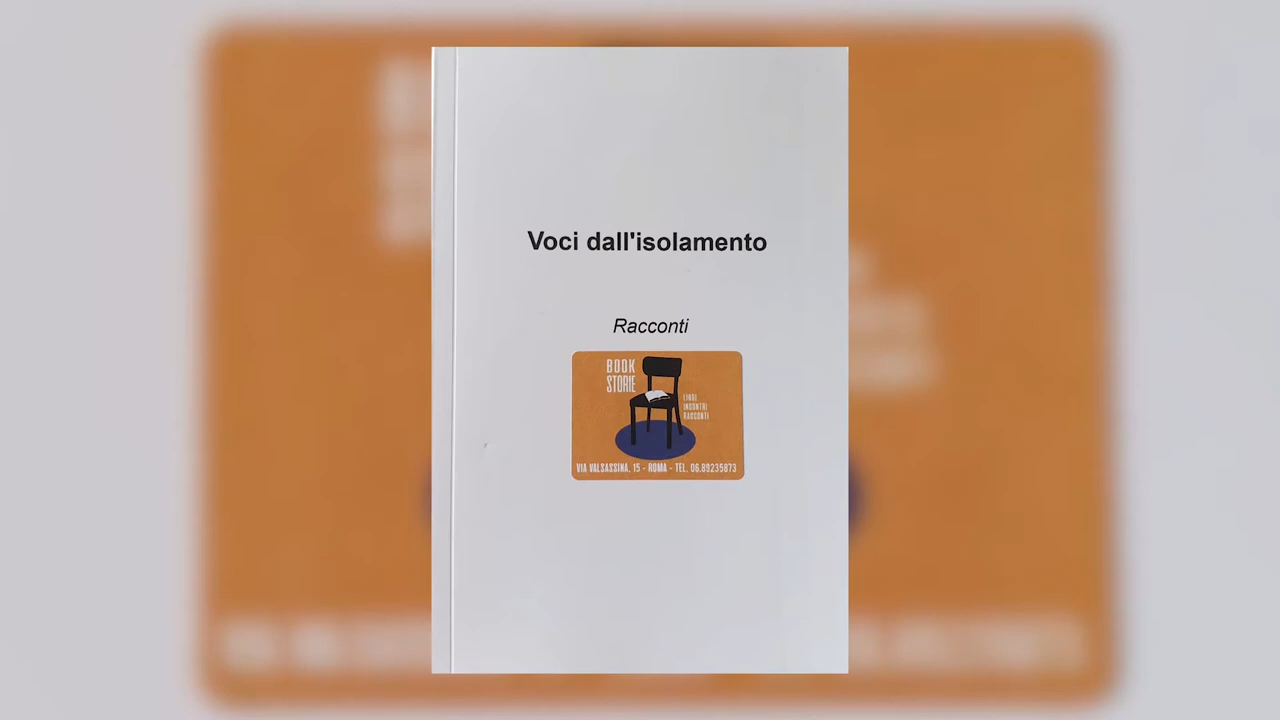 Voci dall'isolamento
Racconti
BOOK
STORIE
LIBRI
INCONTRI
RACCONTI
VIA VALSASSINA, 15 - ROMA - TEL. 06.89235873